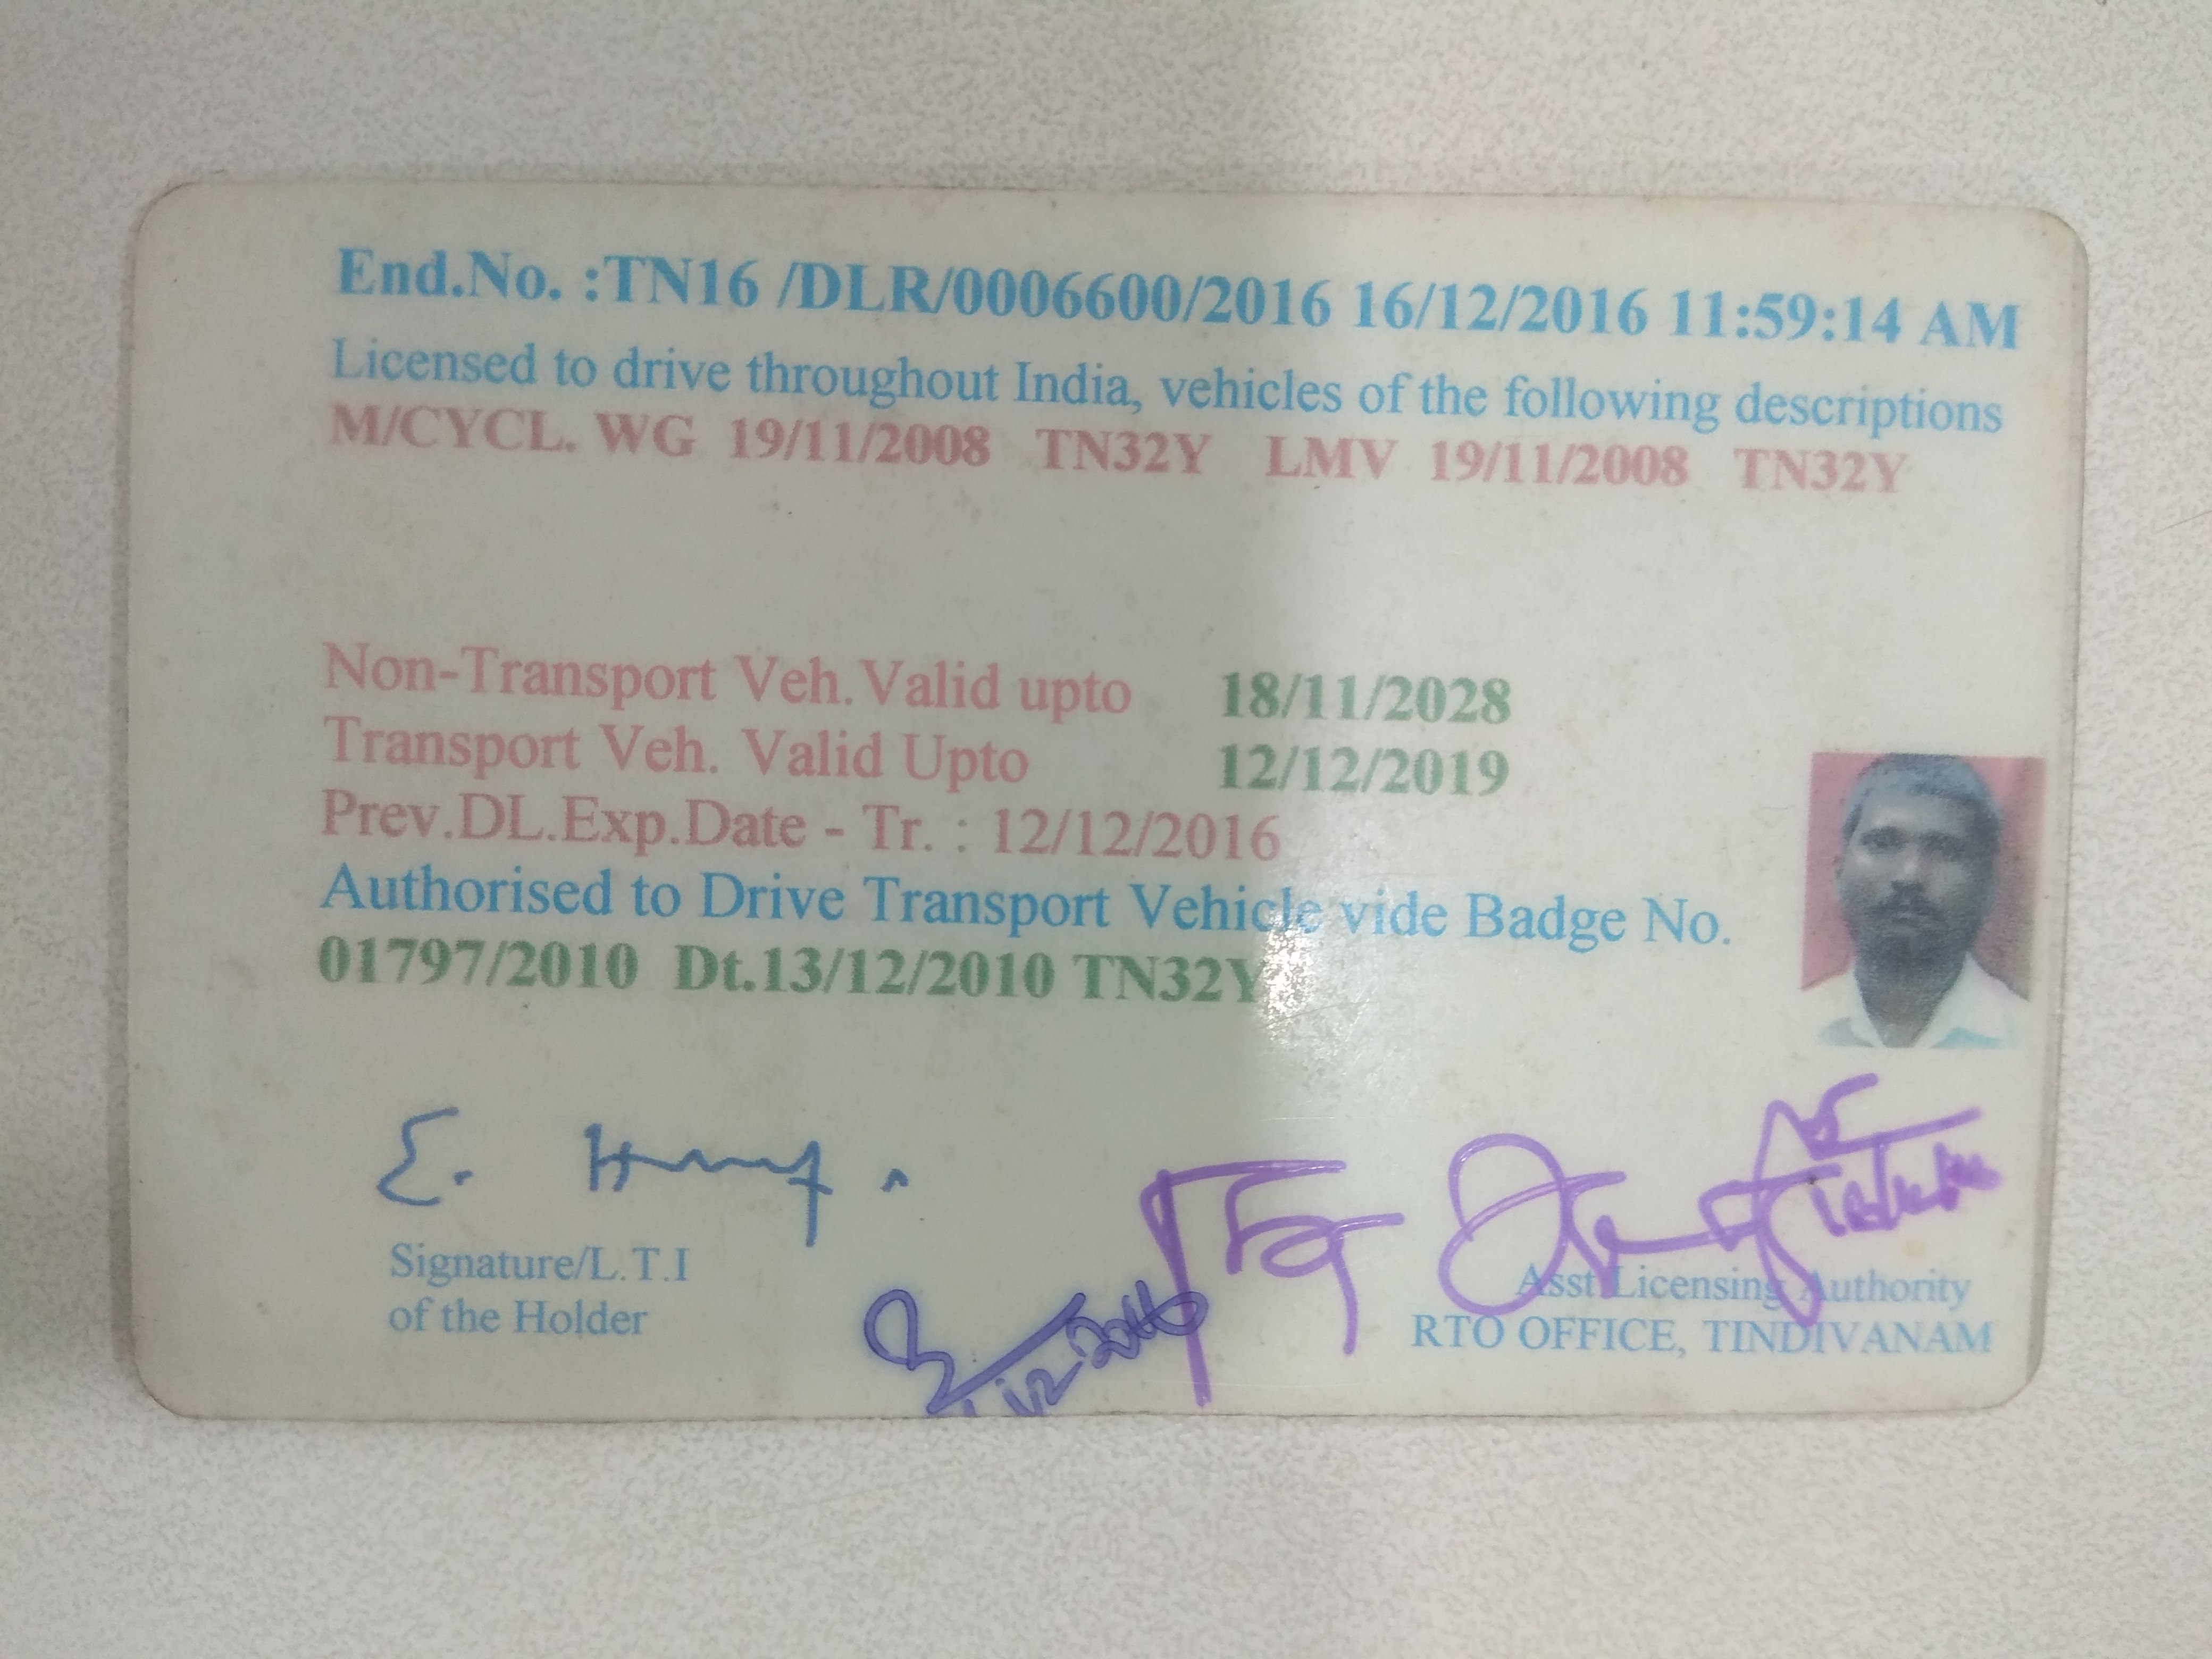 End.No. :TN16 /DLR/0006600/2016 16/12/2016 11:59:14 AM
Licensed to drive throughout India, vehicles of the following descriptions
M/CYCL. WG 19/11/2008 TN32Y LMV 19/11/2008 TN32Y
Non-Transport Veh.Valid upto 18/11/2028
Transport Veh. Valid Upto 12/12/2019
Prev.DL.Exp.Date - Tr. : 12/12/2016
Authorised to Drive Transport Vehicle vide Badge No.
01797/2010 Dt.13/12/2010 TN32Y
E.
Signature/L.T.I
of the Holder
Asst Licensing Authority
RTO OFFICE, TINDIVANAM